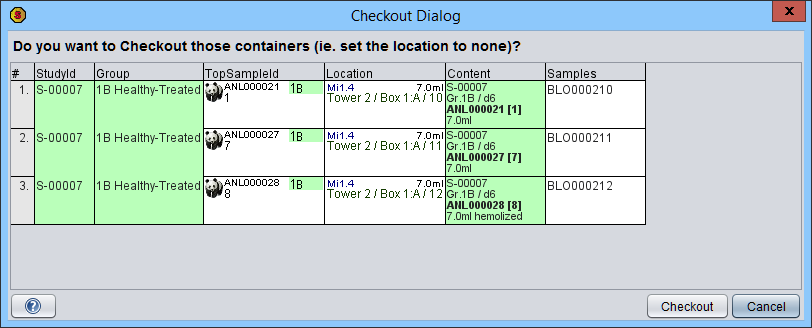 Checkout Dialog
x
Do you want to Checkout those containers (ie. set the location to none)?
# StudyId Group TopSampleId Location Content Samples
1. S-00007 1B Healthy-Treated ANL000021 1B Mi1.4 7.0ml S-00007 BLO000210
1 Tower 2 / Box 1:A / 10 Gr.1B / d6
ANL000021 [1]
7.0ml
2. S-00007 1B Healthy-Treated ANL000027 1B Mi1.4 7.0ml S-00007 BLO000211
7 Tower 2 / Box 1:A / 11 Gr.1B / d6
ANL000027 [7]
7.0ml
3. S-00007 1B Healthy-Treated ANL000028 1B Mi1.4 7.0ml S-00007 BLO000212
8 Tower 2 / Box 1:A / 12 Gr.1B / d6
ANL000028 [8]
7.0ml hemolized
? Checkout Cancel